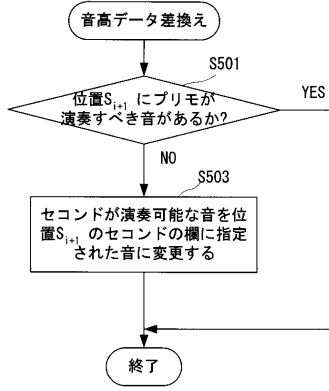 音高データ差換え
S501
位置Si+1 にプリモが
演奏すべき音があるか?
YES
NO
S503
セコンドが演奏可能な音を位
置Si+1 のセコンドの欄に指定
された音に変更する
終了